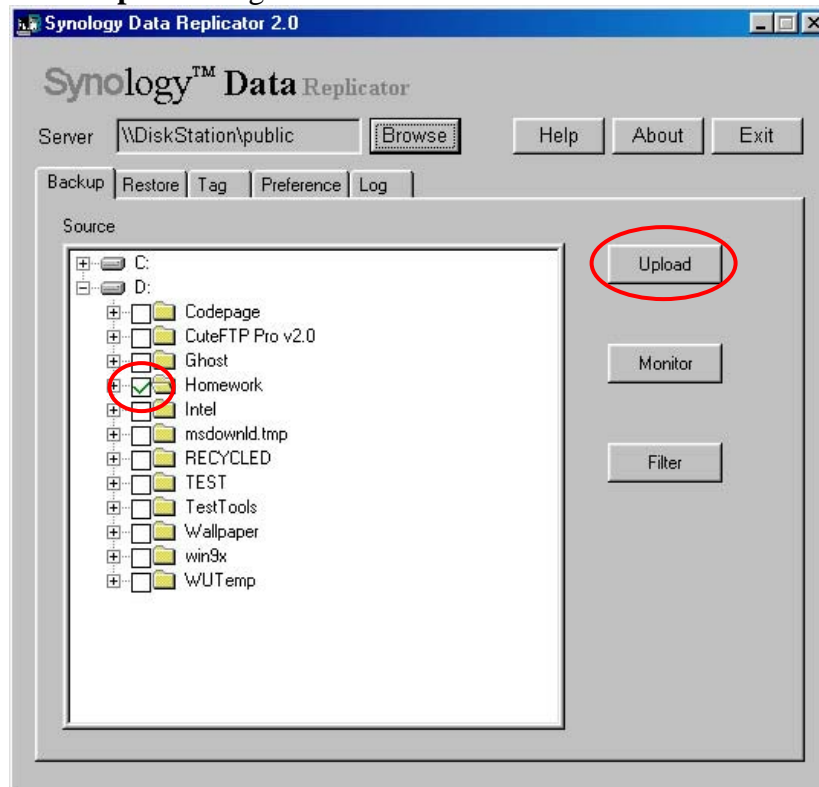 Synology Data Replicator 2.0
Synology™ Data Replicator
Server \\DiskStation\public Browse Help About Exit
Backup Restore Tag Preference Log
Source
C:
Upload
D:
Codepage
CuteFTP Pro v2.0
Ghost
Monitor
Homework
Intel
msdownld.tmp
RECYCLED
Filter
TEST
TestTools
Wallpaper
win9x
WUTemp